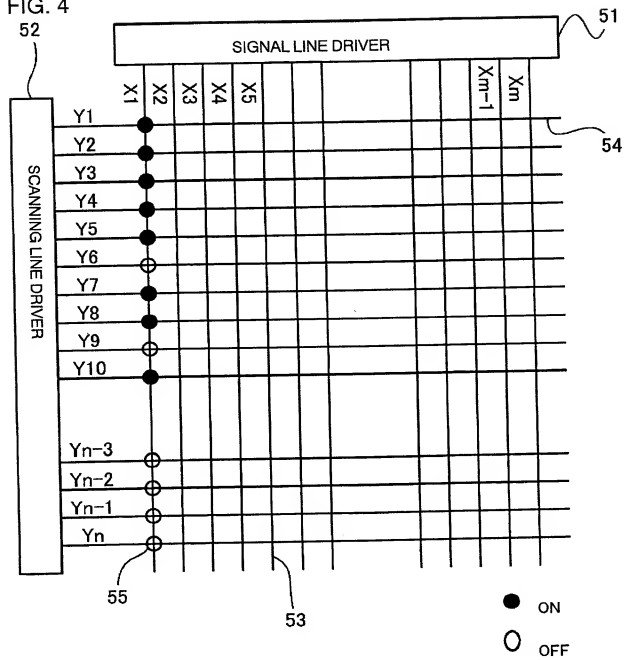 FIG. 4
52
51
SIGNAL LINE DRIVER
X1
X2
X3
X4
X5
Xm-1
Xm
54
SCANNING LINE DRIVER
Y1
Y2
Y3
Y4
Y5
Y6
Y7
Y8
Y9
Y10
Yn-3
Yn-2
Yn-1
Yn
55
53
ON
OFF